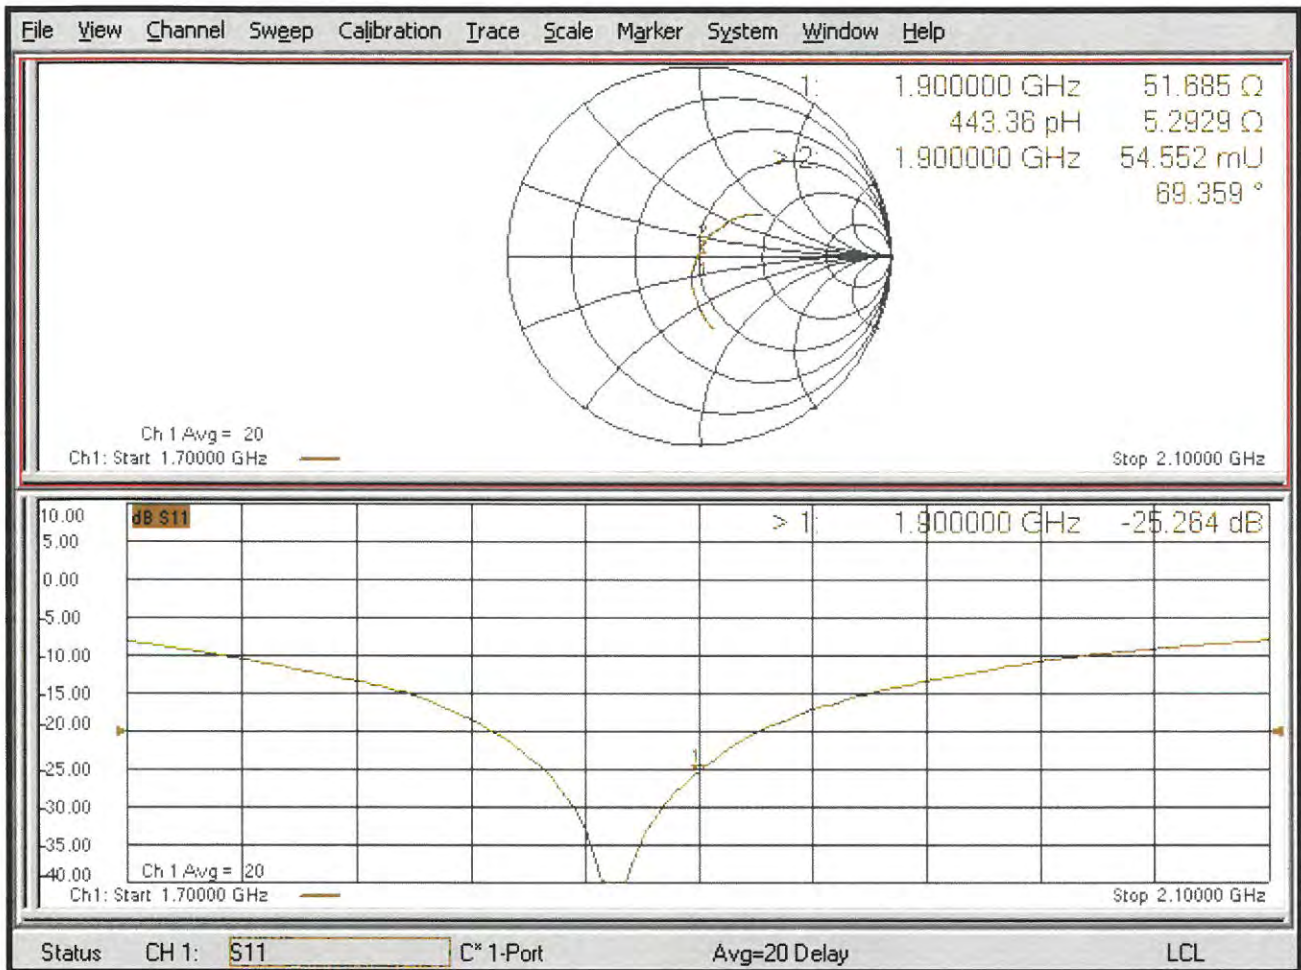 File View Channel Sweep Calibration Trace Scale Marker System Window Help
1: 1.900000 GHz 51.685 Ω
443.36 pH 5.2929 Ω
> 2: 1.900000 GHz 54.552 mU
69.359 °
Ch 1 Avg = 20
Ch1: Start 1.70000 GHz
Stop 2.10000 GHz
dB S11
> 1: 1.900000 GHz -25.264 dB
10.00
5.00
0.00
-5.00
-10.00
-15.00
-20.00
-25.00
-30.00
-35.00
-40.00
1
Ch 1 Avg = 20
Ch1: Start 1.70000 GHz
Stop 2.10000 GHz
Status CH 1: S11 C* 1-Port Avg=20 Delay LCL